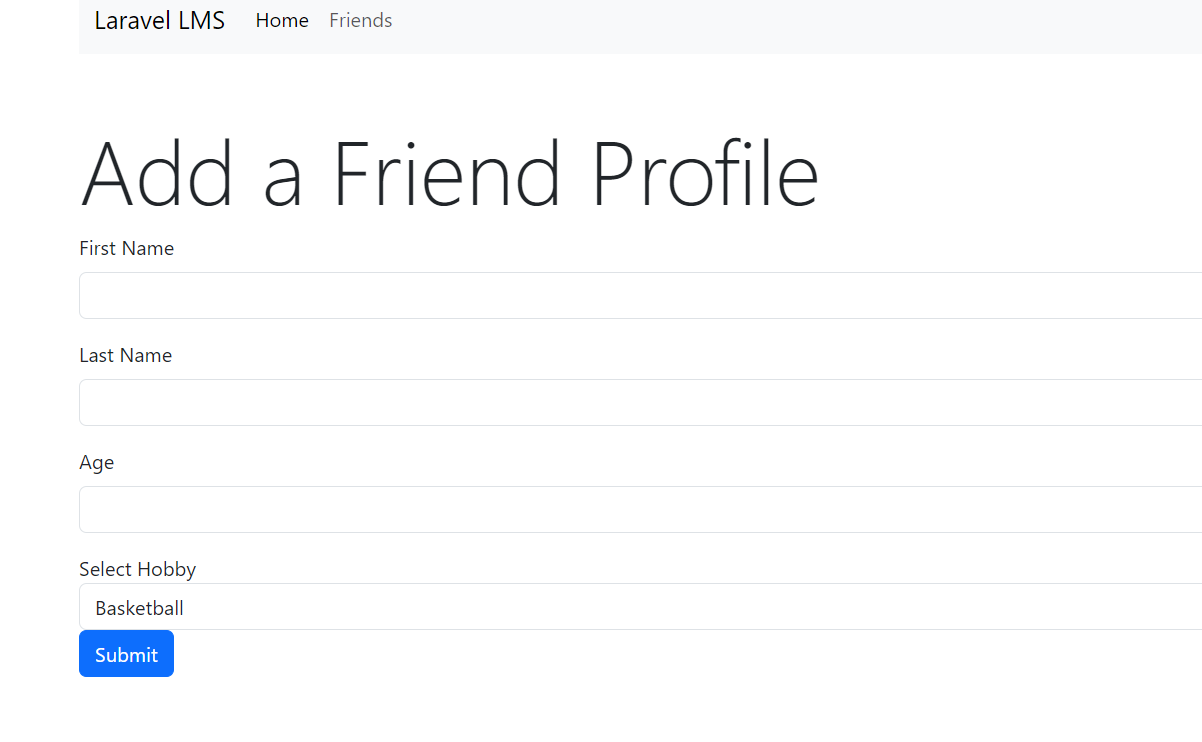 Laravel LMS Home Friends
Add a Friend Profile
First Name
Last Name
Age
Select Hobby
Basketball
Submit